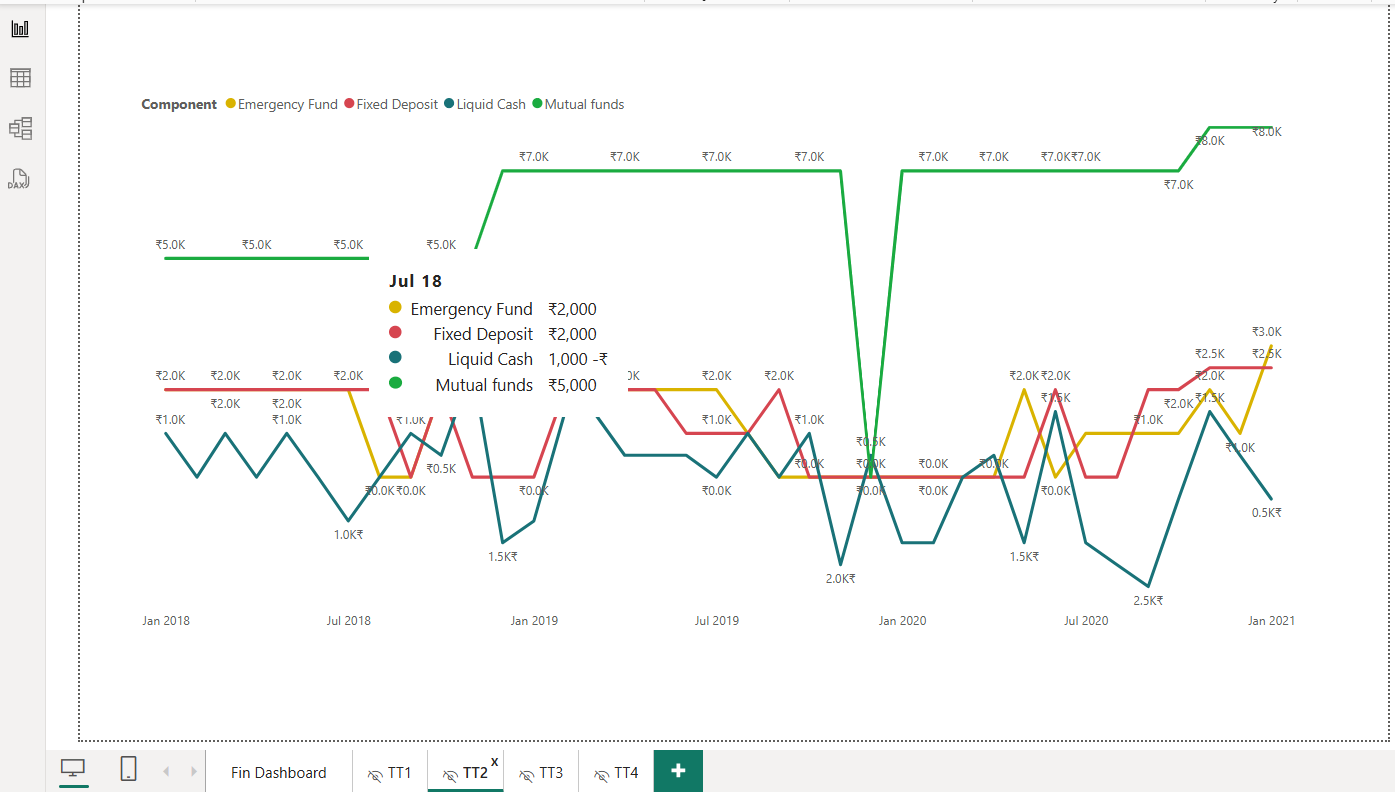 Component Emergency Fund Fixed Deposit Liquid Cash Mutual funds
₹8.0K
₹8.0K
₹7.0K ₹7.0K ₹7.0K ₹7.0K ₹7.0K ₹7.0K ₹7.0K ₹7.0K
₹7.0K
₹5.0K ₹5.0K ₹5.0K ₹5.0K
Jul 18
Emergency Fund ₹2,000
Fixed Deposit ₹2,000
Liquid Cash 1,000 -₹
Mutual funds ₹5,000
₹3.0K
₹2.5K ₹2.5K
₹2.0K ₹2.0K ₹2.0K ₹2.0K 0K ₹2.0K ₹2.0K ₹2.0K ₹2.0K ₹2.0K
₹1.5K ₹1.5K
₹2.0K ₹2.0K ₹2.0K
₹1.0K ₹1.0K ₹1.0K ₹1.0K ₹1.0K ₹1.0K
₹0.5K
₹1.0K
₹0.5K ₹0.0K ₹0.0K ₹0.0K ₹0.0K
₹0.0K ₹0.0K ₹0.0K ₹0.0K ₹0.0K ₹0.0K ₹0.0K
0.5K₹
1.0K₹
1.5K₹ 1.5K₹
2.0K₹
2.5K₹
Jan 2018 Jul 2018 Jan 2019 Jul 2019 Jan 2020 Jul 2020 Jan 2021
DAX
Fin Dashboard TT1 TT2 x TT3 TT4 +